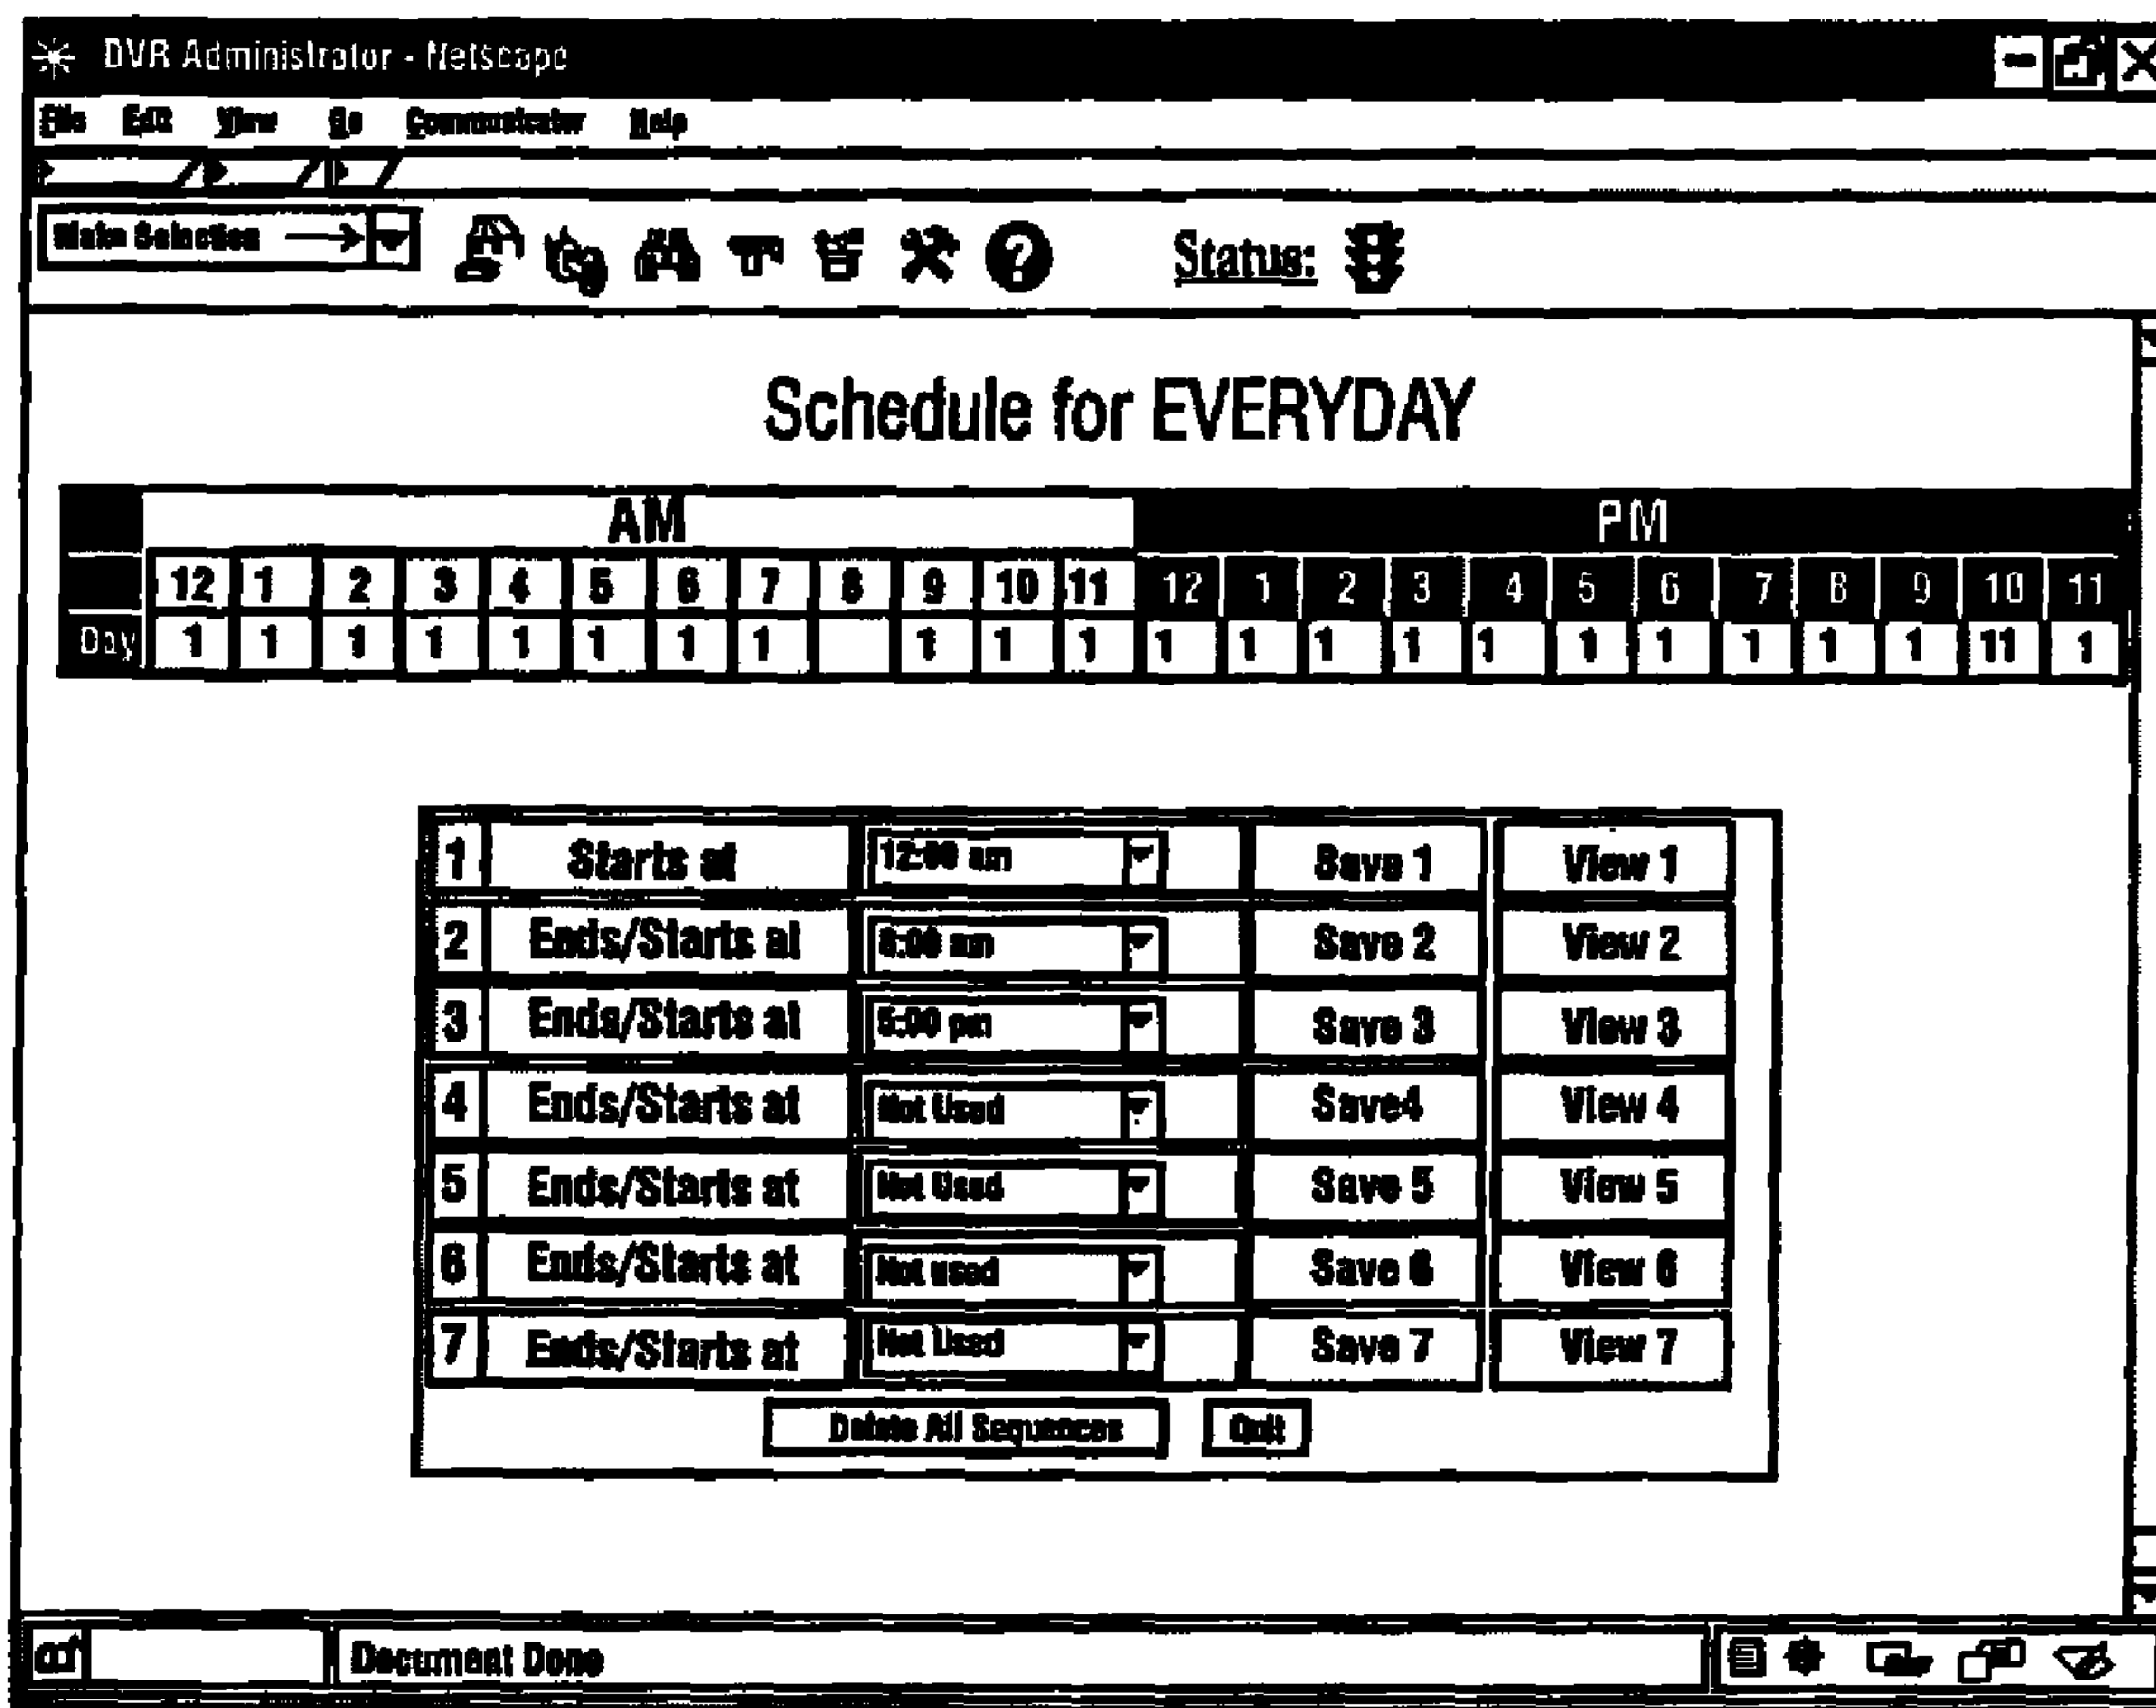 DVR Administrator - Netscape
File Edit View Go Communicator Help
Make Selection Status:
Schedule for EVERYDAY
AM PM
12 1 2 3 4 5 6 7 8 9 10 11 12 1 2 3 4 5 6 7 8 9 10 11
Day 1 1 1 1 1 1 1 1 1 1 1 1 1 1 1 1 1 1 1 1 1 11 1
1 Starts at 12:00 am Save 1 View 1
2 Ends/Starts at 8:00 am Save 2 View 2
3 Ends/Starts at 5:00 pm Save 3 View 3
4 Ends/Starts at Not Used Save4 View 4
5 Ends/Starts at Not Used Save 5 View 5
6 Ends/Starts at Not used Save 6 View 6
7 Ends/Starts at Not Used Save 7 View 7
Delete All Sequences Quit
Document Done